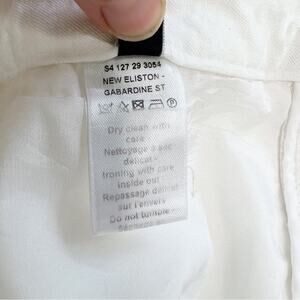 S4 127 29 3054
NEW ELISTON -
GABARDINE ST
P
Dry clean with
care -
Nettoyage à sec
délicat -
Ironing with care
inside out -
Repassage délicat
sur l'envers
Do not tumble -